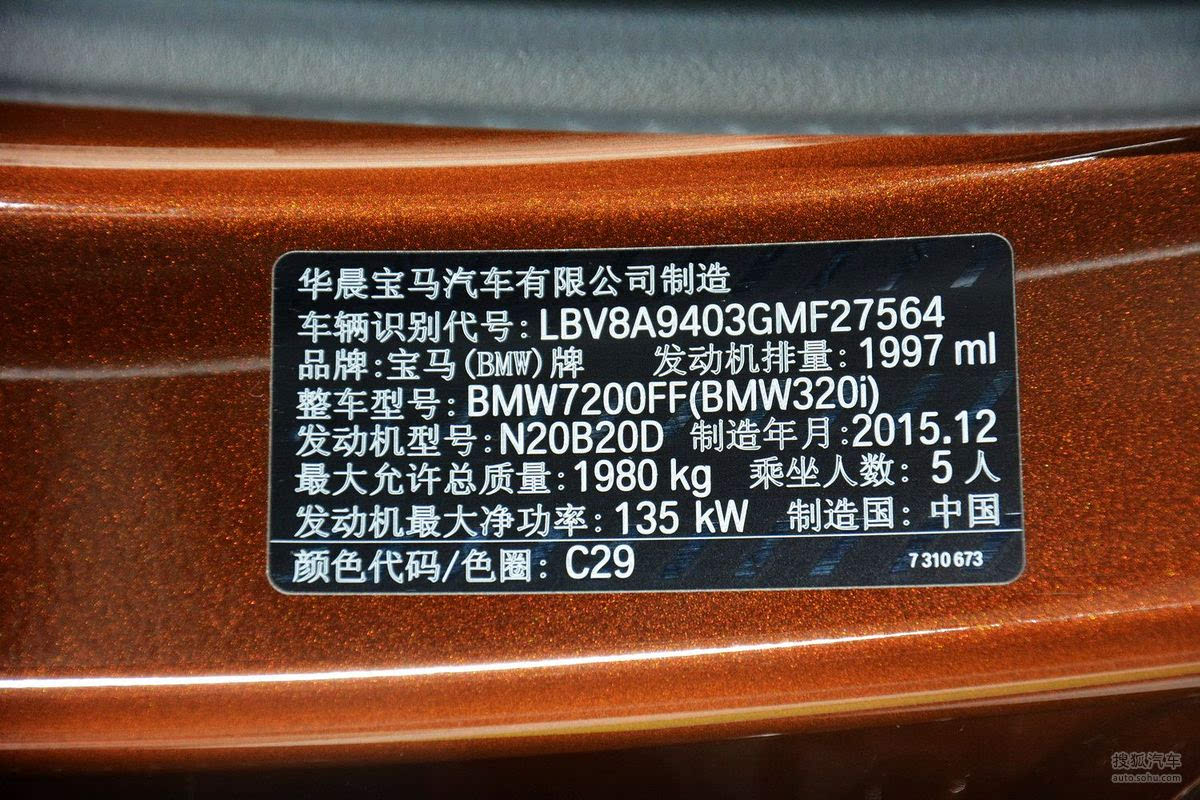 华晨宝马汽车有限公司制造
车辆识别代号: LBV8A9403GMF27564
品牌:宝马(BMW)牌 发动机排量: 1997 ml
整车型号: BMW7200FF(BMW320i)
发动机型号: N20B20D 制造年月:2015.12
最大允许总质量: 1980 kg 乘坐人数: 5 人
发动机最大净功率: 135 kW 制造国: 中国
颜色代码/色圈: C29 7 310 673
搜狐汽车
auto.sohu.com